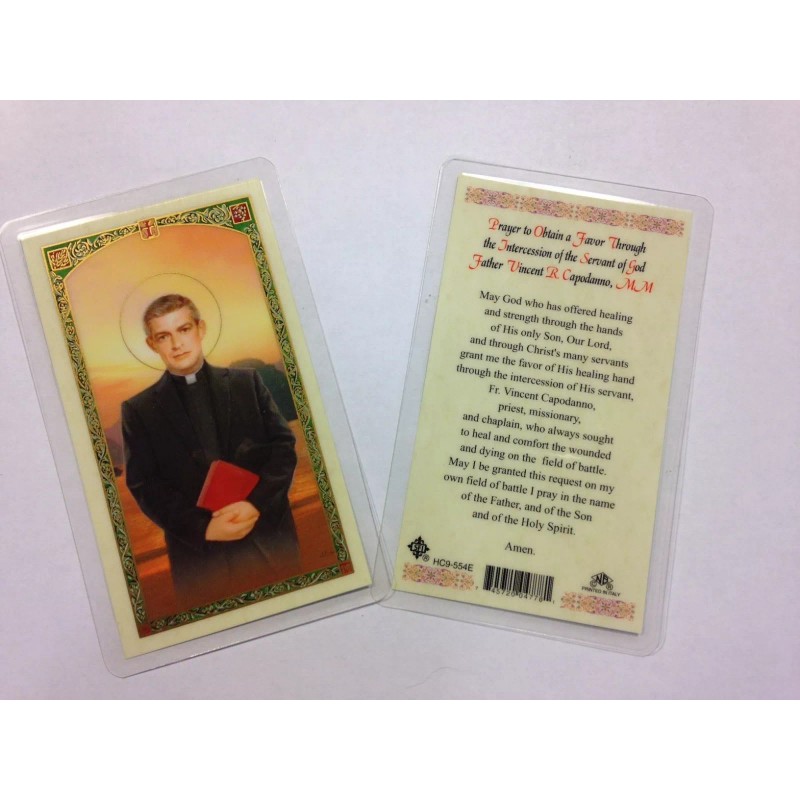 Prayer to Obtain a Favor Through
the Intercession of the Servant of God
Father Vincent R. Capodanno, MM
May God who has offered healing
and strength through the hands
of His only Son, Our Lord,
and through Christ's many servants
grant me the favor of His healing hand
through the intercession of His servant,
Fr. Vincent Capodanno,
priest, missionary,
and chaplain, who always sought
to heal and comfort the wounded
and dying on the field of battle.
May I be granted this request on my
own field of battle I pray in the name
of the Father, and of the Son
and of the Holy Spirit.
Amen.
HC9-554E
PRINTED IN ITALY